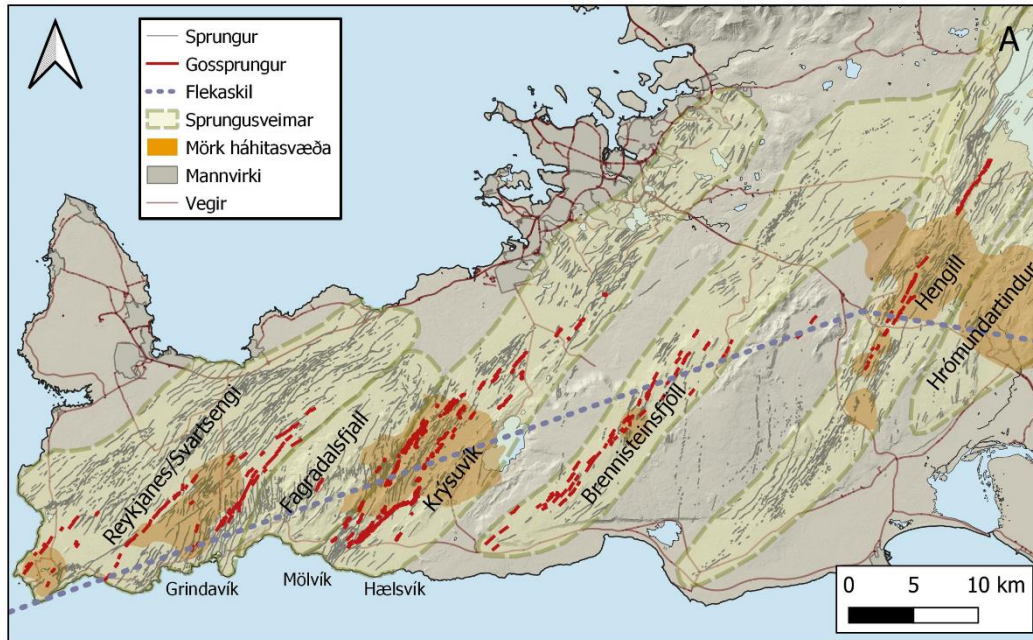 A
Sprungur
Gossprungur
Flekaskil
Sprungusveimar
Mörk háhitasvæða
Mannvirki
Vegir
Hengill
Hrómundartindur
Reykjanes/Svartsengi
Fagradalsfjall
Krýsuvík
Brennisteinsfjöll
Grindavík
Mölvík
Hælsvík
0 5 10 km